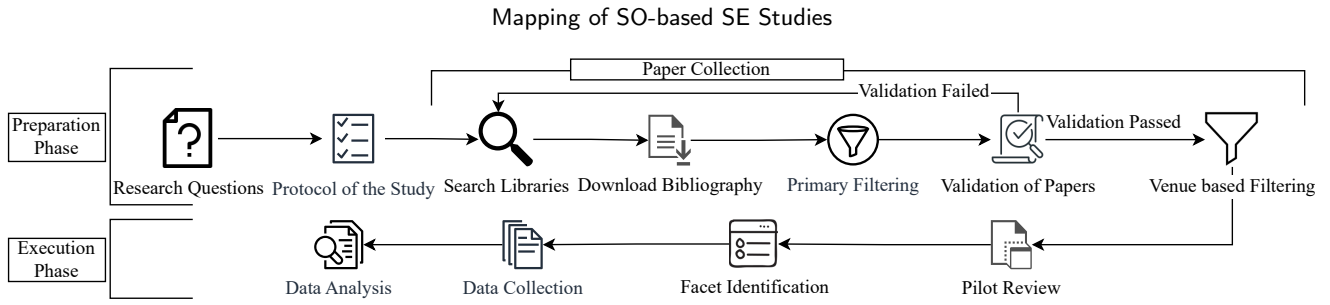 Mapping of SO-based SE Studies
Paper Collection
Validation Failed
Preparation
Phase
Validation Passed
Research Questions
Protocol of the Study
Search Libraries
Download Bibliography
Primary Filtering
Validation of Papers
Venue based Filtering
Execution
Phase
Data Analysis
Data Collection
Facet Identification
Pilot Review